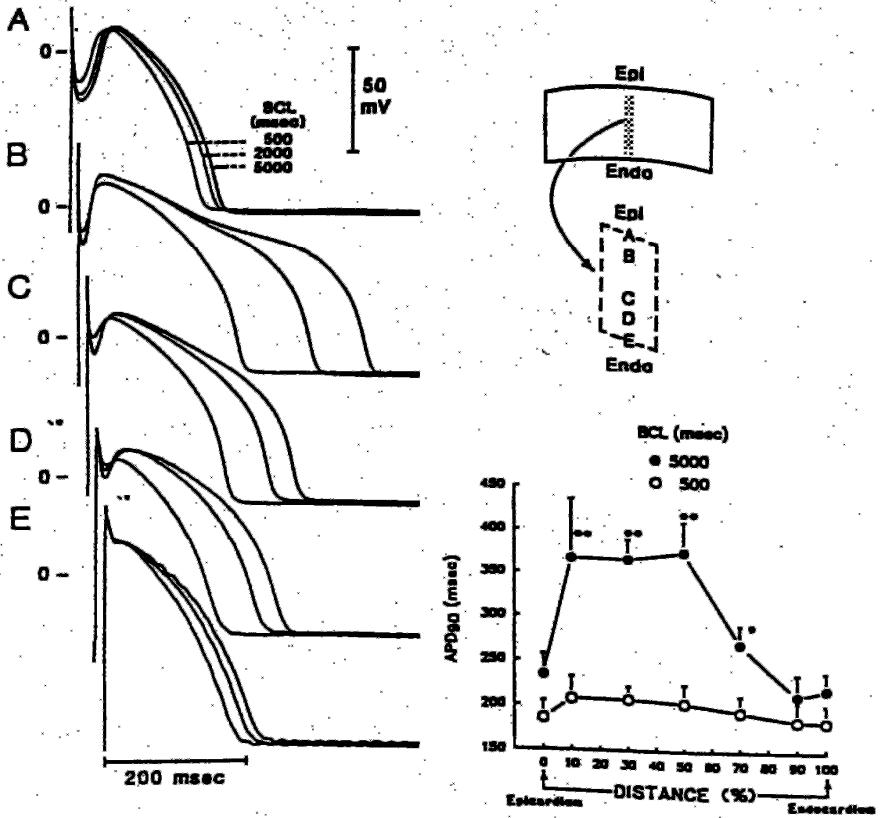 A
0
50
mV
BCL
(msec)
500
2000
5000
B
0
C
0
D
0
E
0
200 msec
Epi
Endo
Epi
A
B
C
D
E
Endo
BCL (msec)
5000
500
APD90 (msec)
450
400
350
300
250
200
150
**
**
**
*
0 10 20 30 40 50 60 70 80 90 100
DISTANCE (%)
Epicardium
Endocardium